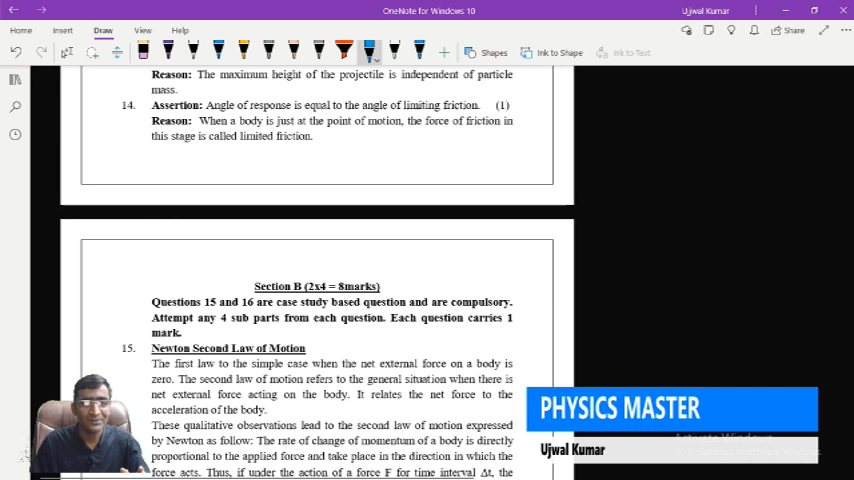 OneNote for Windows 10
Ujjwal Kumar
Home Insert Draw View Help
Shapes Ink to Shape Ink to Text Share
Reason: The maximum height of the projectile is independent of particle
mass.
14. Assertion: Angle of response is equal to the angle of limiting friction. (1)
Reason: When a body is just at the point of motion, the force of friction in
this stage is called limited friction.
Section B (2x4 = 8marks)
Questions 15 and 16 are case study based question and are compulsory.
Attempt any 4 sub parts from each question. Each question carries 1
mark.
15. Newton Second Law of Motion
The first law to the simple case when the net external force on a body is
zero. The second law of motion refers to the general situation when there is
net external force acting on the body. It relates the net force to the
acceleration of the body.
These qualitative observations lead to the second law of motion expressed
by Newton as follow: The rate of change of momentum of a body is directly
proportional to the applied force and take place in the direction in which the
force acts. Thus, if under the action of a force F for time interval Δt, the
PHYSICS MASTER
Activate Windows
Ujwal Kumar